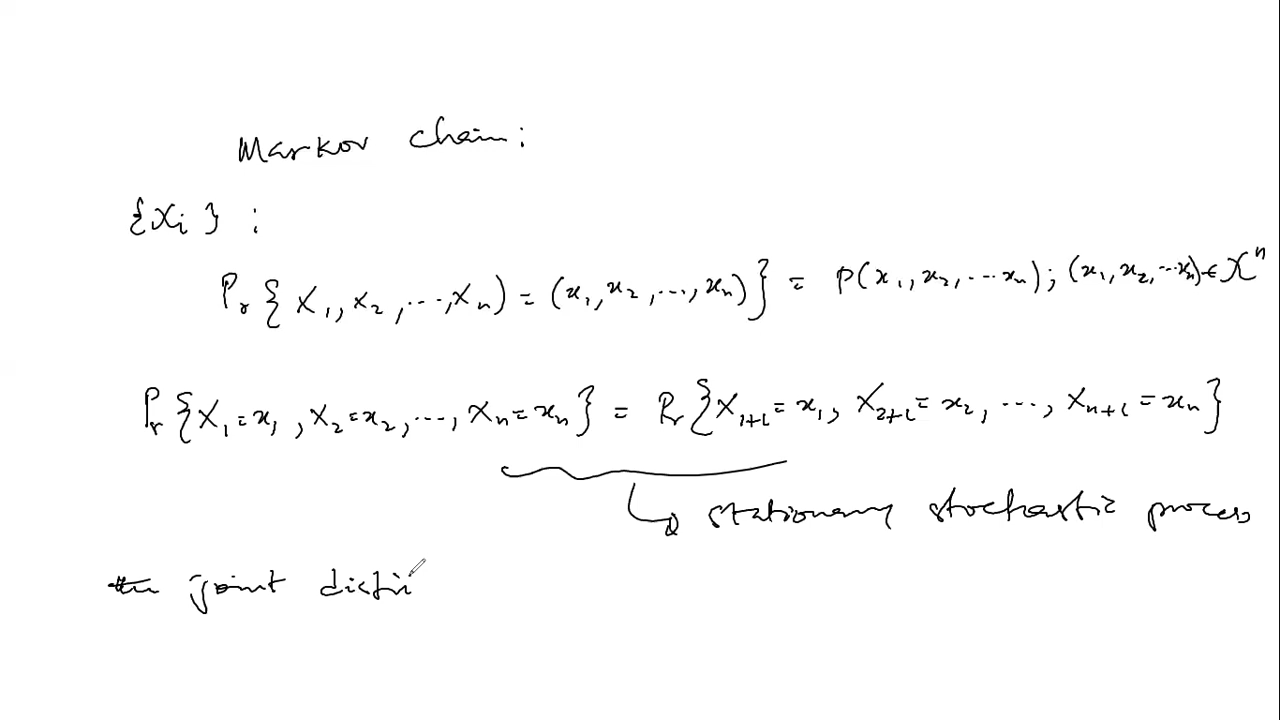 Markov chain:
{Xi} :
Pr { X1, X2, ..., Xn) = (x1, x2, ..., xn)} = p(x1, x2, ... xn); (x1, x2, ... xn) ∈ 𝒳^n
Pr {X1 = x1, X2 = x2, ..., Xn = xn} = Pr {X1+l = x1, X2+l = x2, ..., Xn+l = xn}
stationary stochastic process
joint distri